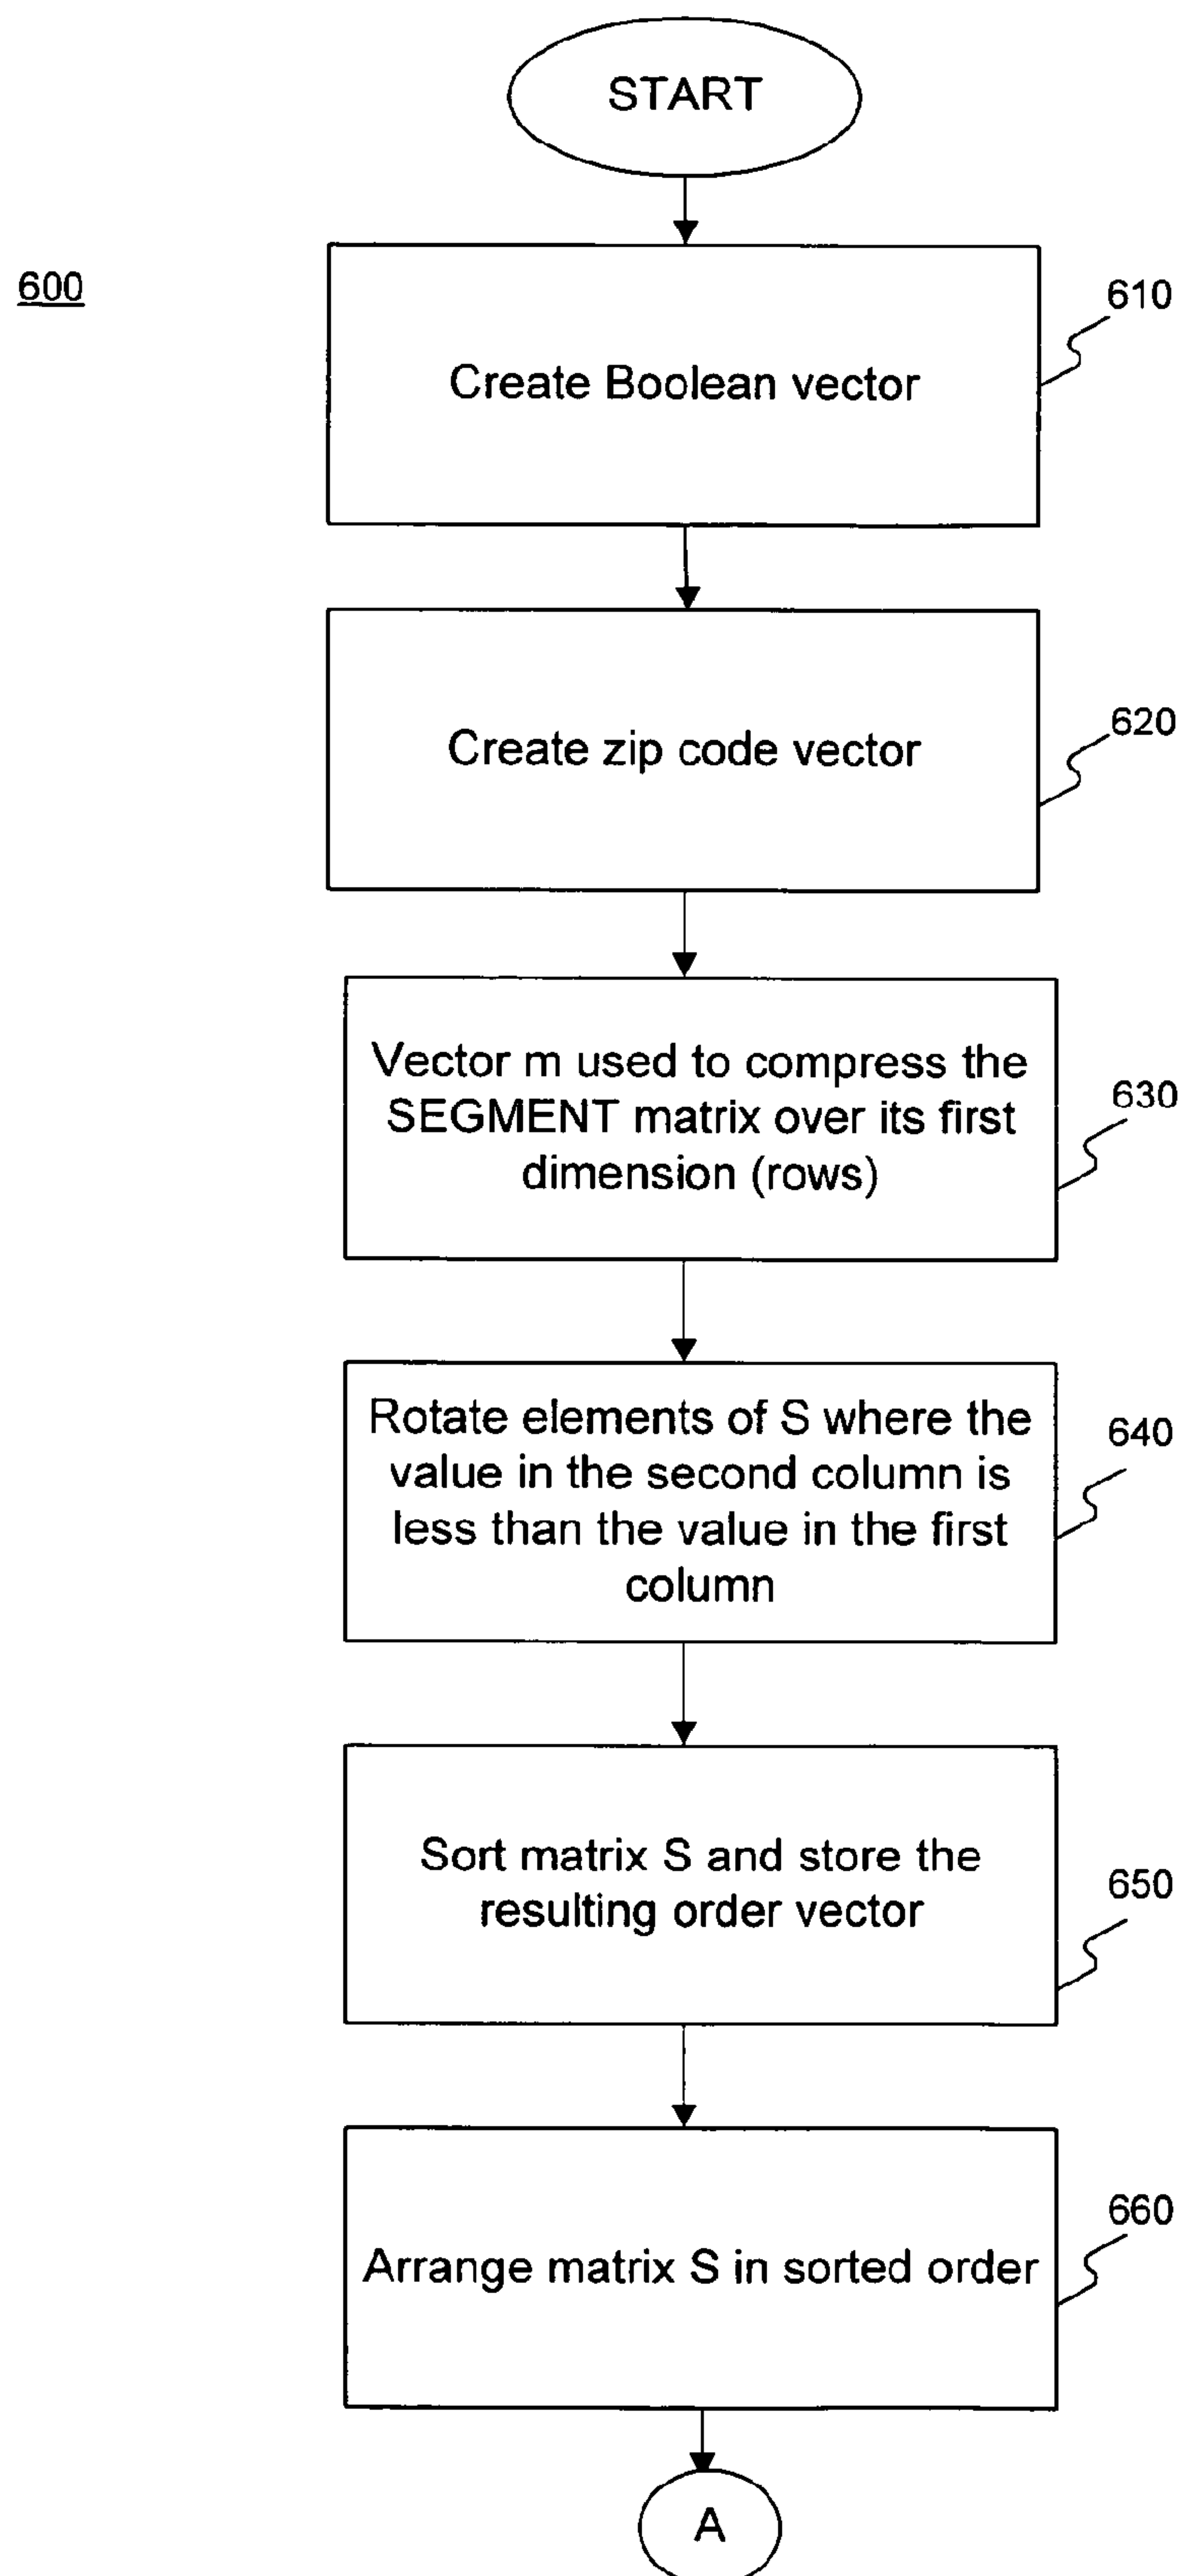 START
600
610
Create Boolean vector
620
Create zip code vector
Vector m used to compress the
SEGMENT matrix over its first
dimension (rows)
630
Rotate elements of S where the
value in the second column is
less than the value in the first
column
640
Sort matrix S and store the
resulting order vector
650
660
Arrange matrix S in sorted order
A